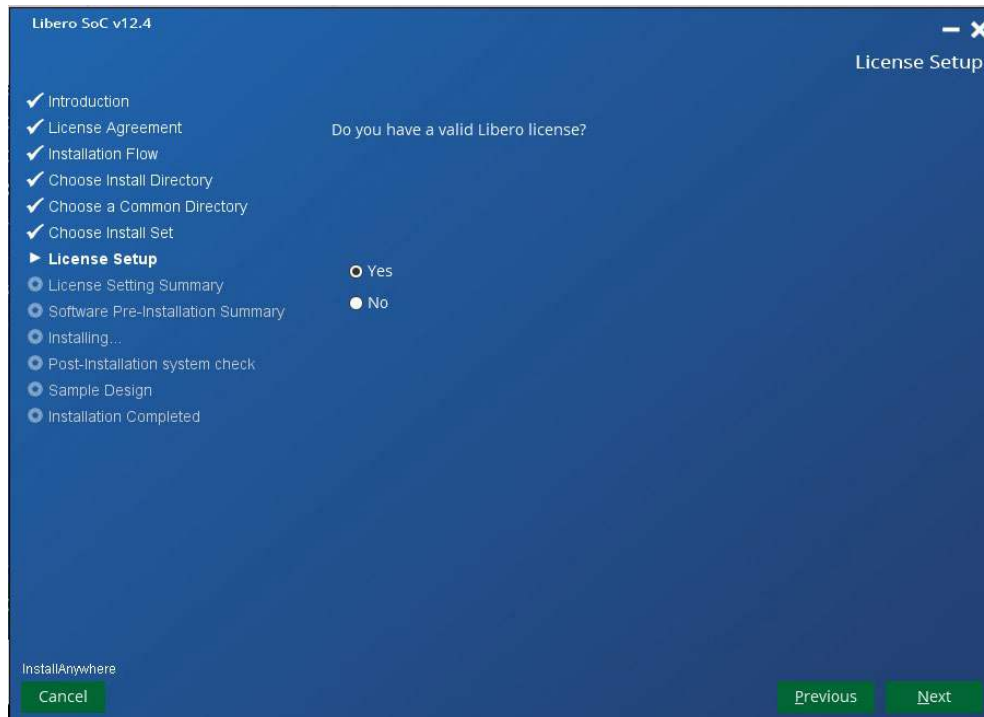 Libero SoC v12.4
License Setup
Introduction
License Agreement
Do you have a valid Libero license?
Installation Flow
Choose Install Directory
Choose a Common Directory
Choose Install Set
License Setup
Yes
License Setting Summary
No
Software Pre-Installation Summary
Installing...
Post-Installation system check
Sample Design
Installation Completed
InstallAnywhere
Cancel
Previous
Next